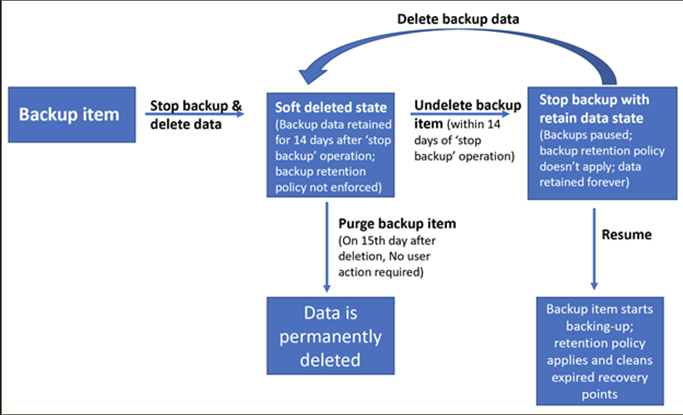 Delete backup data
Backup item
Stop backup &
delete data
Soft deleted state
(Backup data retained
for 14 days after ‘stop
backup’ operation;
backup retention
policy not enforced)
Undelete backup
item (within 14
days of ‘stop
backup’ operation)
Stop backup with
retain data state
(Backups paused;
backup retention policy
doesn’t apply; data
retained forever)
Purge backup item
(On 15th day after
deletion, No user
action required)
Resume
Data is
permanently
deleted
Backup item starts
backing-up;
retention policy
applies and cleans
expired recovery
points